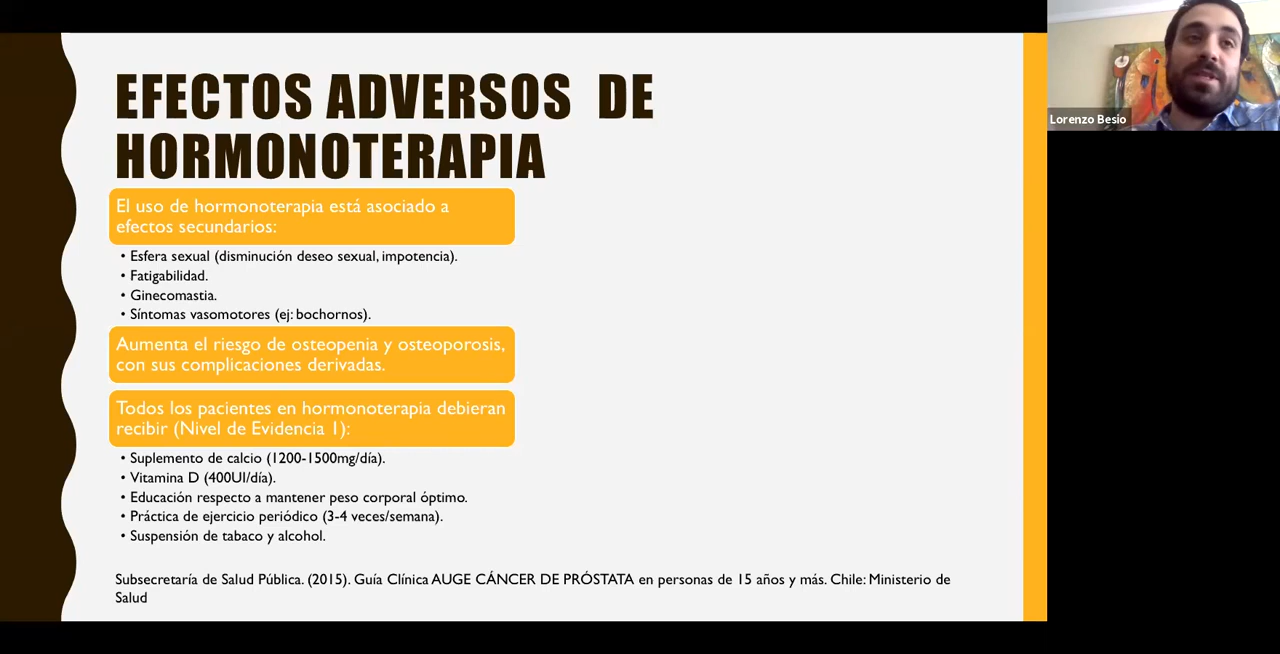 EFECTOS ADVERSOS DE
HORMONOTERAPIA
El uso de hormonoterapia está asociado a
efectos secundarios:
• Esfera sexual (disminución deseo sexual, impotencia).
• Fatigabilidad.
• Ginecomastia.
• Síntomas vasomotores (ej: bochornos).
Aumenta el riesgo de osteopenia y osteoporosis,
con sus complicaciones derivadas.
Todos los pacientes en hormonoterapia debieran
recibir (Nivel de Evidencia 1):
• Suplemento de calcio (1200-1500mg/día).
• Vitamina D (400UI/día).
• Educación respecto a mantener peso corporal óptimo.
• Práctica de ejercicio periódico (3-4 veces/semana).
• Suspensión de tabaco y alcohol.
Subsecretaría de Salud Pública. (2015). Guía Clínica AUGE CÁNCER DE PRÓSTATA en personas de 15 años y más. Chile: Ministerio de
Salud
Lorenzo Besio